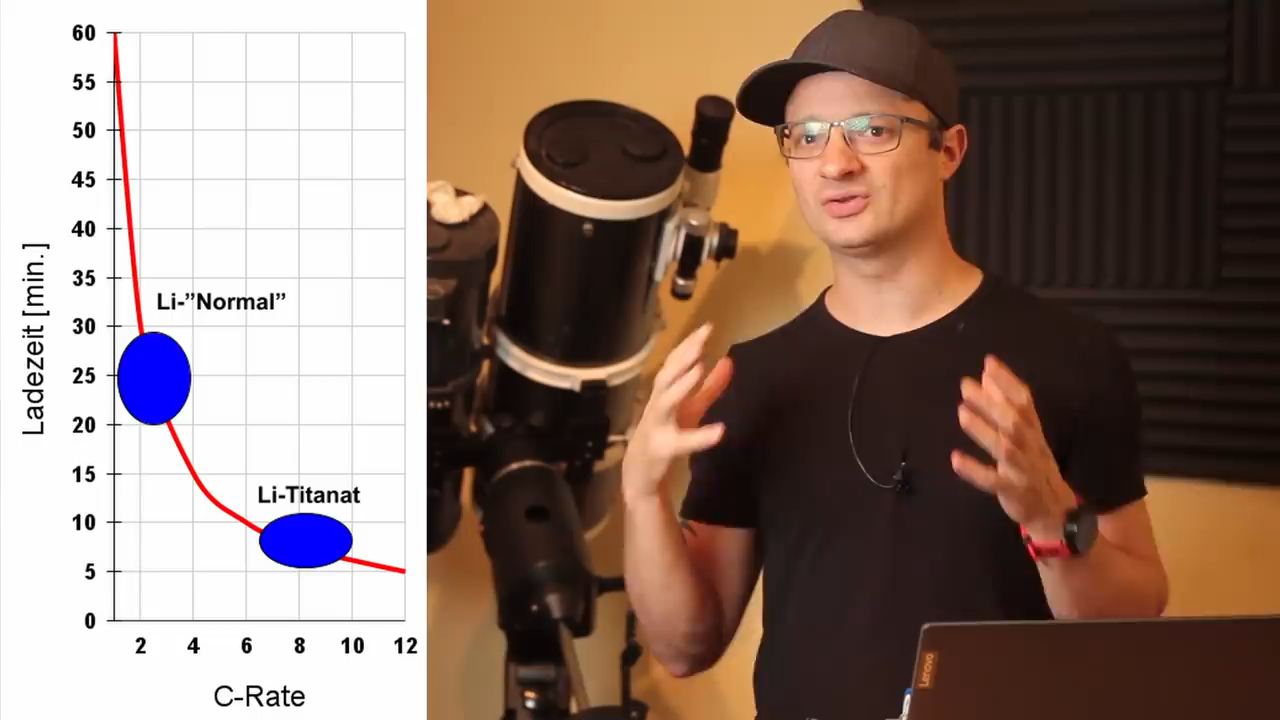 60
55
50
45
40
35
30
25
20
15
10
5
0
Ladezeit [min.]
Li-”Normal”
Li-Titanat
2 4 6 8 10 12
C-Rate
Lenovo